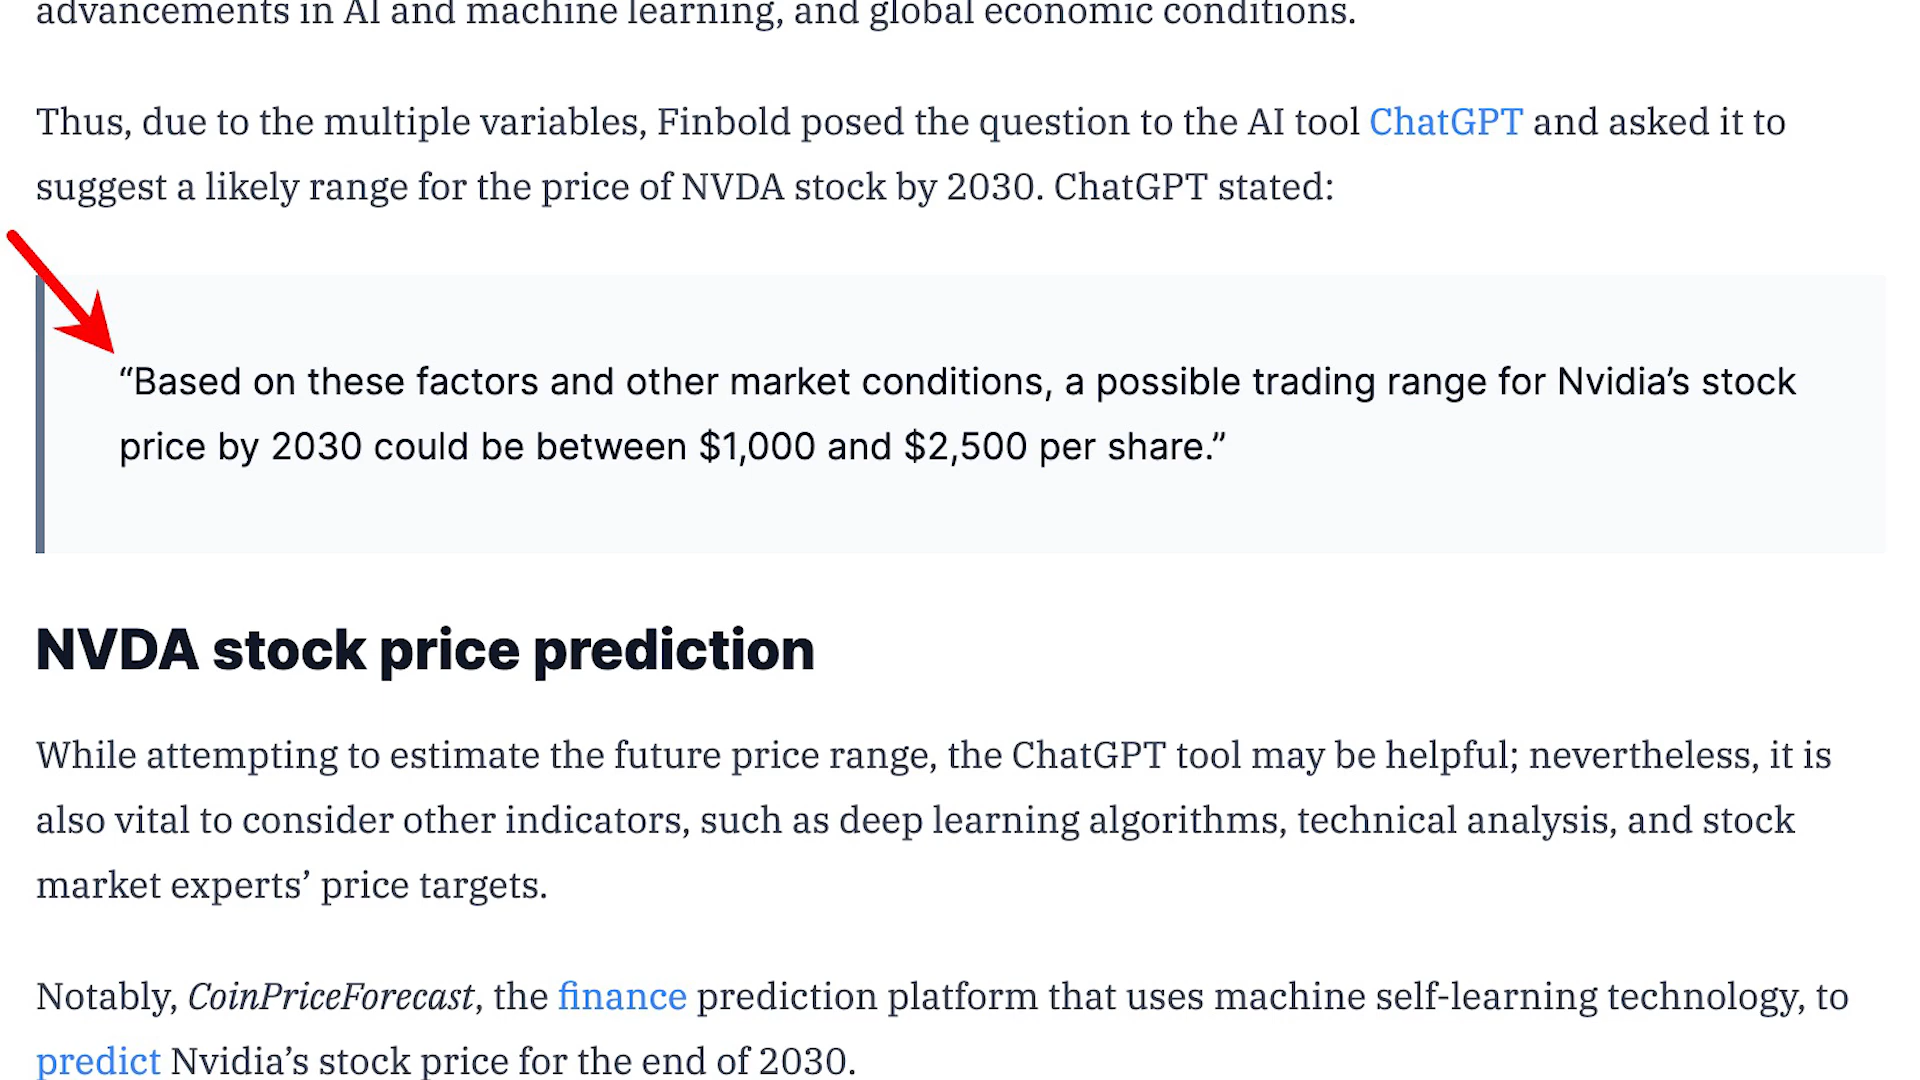 advancements in AI and machine learning, and global economic conditions.
Thus, due to the multiple variables, Finbold posed the question to the AI tool ChatGPT and asked it to
suggest a likely range for the price of NVDA stock by 2030. ChatGPT stated:
“Based on these factors and other market conditions, a possible trading range for Nvidia’s stock
price by 2030 could be between $1,000 and $2,500 per share.”
NVDA stock price prediction
While attempting to estimate the future price range, the ChatGPT tool may be helpful; nevertheless, it is
also vital to consider other indicators, such as deep learning algorithms, technical analysis, and stock
market experts’ price targets.
Notably, CoinPriceForecast, the finance prediction platform that uses machine self-learning technology, to
predict Nvidia’s stock price for the end of 2030.